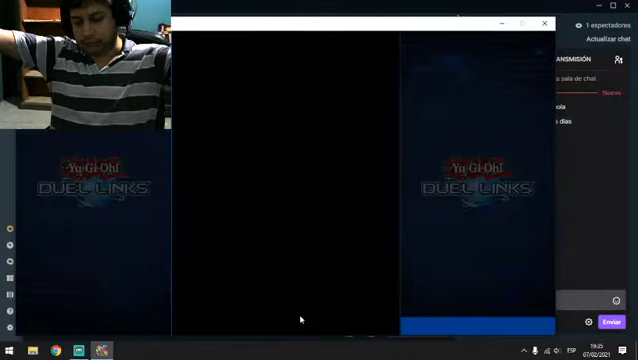 1 espectadores
Actualizar chat
ANSMISIÓN
a sala de chat
Nuevo
ola
s días
Yu-Gi-Oh!
DUEL LINKS
Yu-Gi-Oh!
DUEL LINKS
Enviar
ESP
19:35
07/02/2021